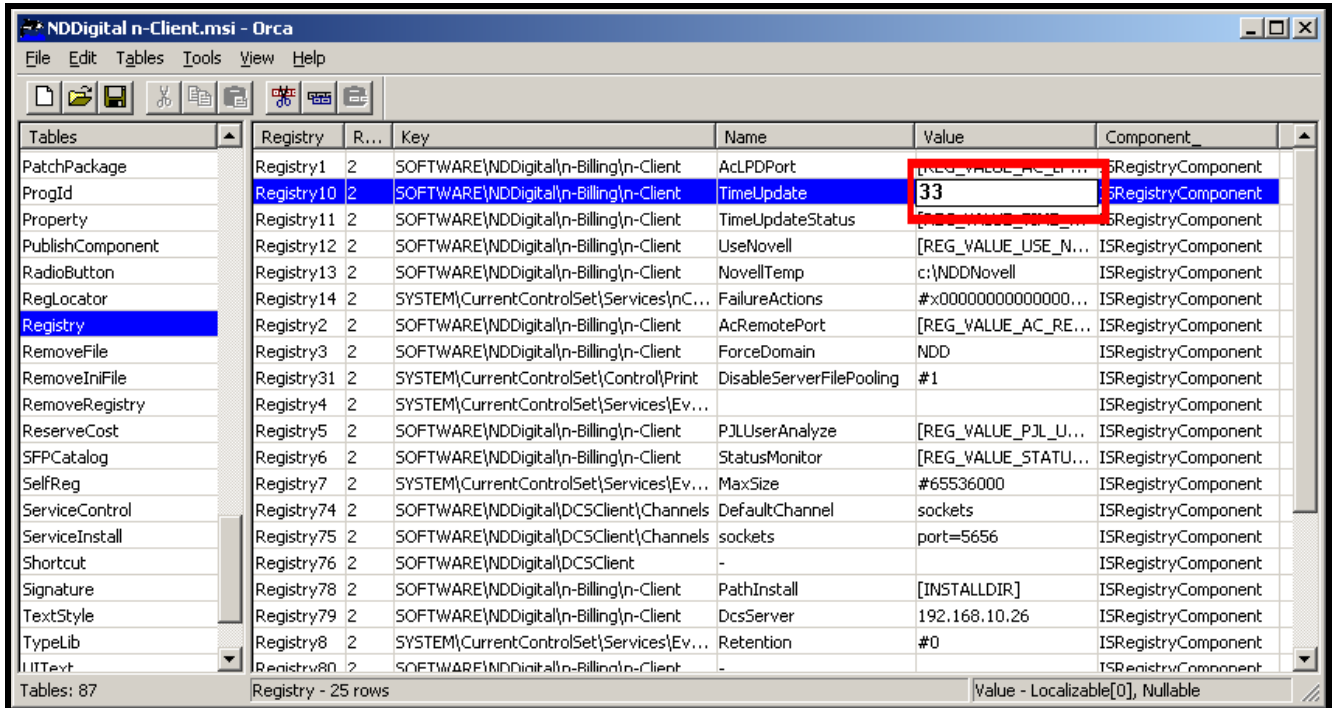 NDDigital n-Client.msi - Orca
File Edit Tables Tools View Help
Tables Registry R... Key Name Value Component_
PatchPackage Registry1 2 SOFTWARE\NDDigital\n-Billing\n-Client AcLPDPort ISRegistryComponent
ProgId Registry10 2 SOFTWARE\NDDigital\n-Billing\n-Client TimeUpdate 33 ISRegistryComponent
Property Registry11 2 SOFTWARE\NDDigital\n-Billing\n-Client TimeUpdateStatus ISRegistryComponent
PublishComponent Registry12 2 SOFTWARE\NDDigital\n-Billing\n-Client UseNovell [REG_VALUE_USE_N... ISRegistryComponent
RadioButton Registry13 2 SOFTWARE\NDDigital\n-Billing\n-Client NovellTemp c:\NDDNovell ISRegistryComponent
RegLocator Registry14 2 SYSTEM\CurrentControlSet\Services\nC... FailureActions #x00000000000000... ISRegistryComponent
Registry Registry2 2 SOFTWARE\NDDigital\n-Billing\n-Client AcRemotePort [REG_VALUE_AC_RE... ISRegistryComponent
RemoveFile Registry3 2 SOFTWARE\NDDigital\n-Billing\n-Client ForceDomain NDD ISRegistryComponent
RemoveIniFile Registry31 2 SYSTEM\CurrentControlSet\Control\Print DisableServerFilePooling #1 ISRegistryComponent
RemoveRegistry Registry4 2 SYSTEM\CurrentControlSet\Services\Ev... ISRegistryComponent
ReserveCost Registry5 2 SOFTWARE\NDDigital\n-Billing\n-Client PJLUserAnalyze [REG_VALUE_PJL_U... ISRegistryComponent
SFPCatalog Registry6 2 SOFTWARE\NDDigital\n-Billing\n-Client StatusMonitor [REG_VALUE_STATU... ISRegistryComponent
SelfReg Registry7 2 SYSTEM\CurrentControlSet\Services\Ev... MaxSize #65536000 ISRegistryComponent
ServiceControl Registry74 2 SOFTWARE\NDDigital\DCSClient\Channels DefaultChannel sockets ISRegistryComponent
ServiceInstall Registry75 2 SOFTWARE\NDDigital\DCSClient\Channels sockets port=5656 ISRegistryComponent
Shortcut Registry76 2 SOFTWARE\NDDigital\DCSClient - ISRegistryComponent
Signature Registry78 2 SOFTWARE\NDDigital\n-Billing\n-Client PathInstall [INSTALLDIR] ISRegistryComponent
TextStyle Registry79 2 SOFTWARE\NDDigital\n-Billing\n-Client DcsServer 192.168.10.26 ISRegistryComponent
TypeLib Registry8 2 SYSTEM\CurrentControlSet\Services\Ev... Retention #0 ISRegistryComponent
UIText Registry80 2 SOFTWARE\NDDigital\n-Billing\n-Client - ISRegistryComponent
Tables: 87 Registry - 25 rows Value - Localizable[0], Nullable